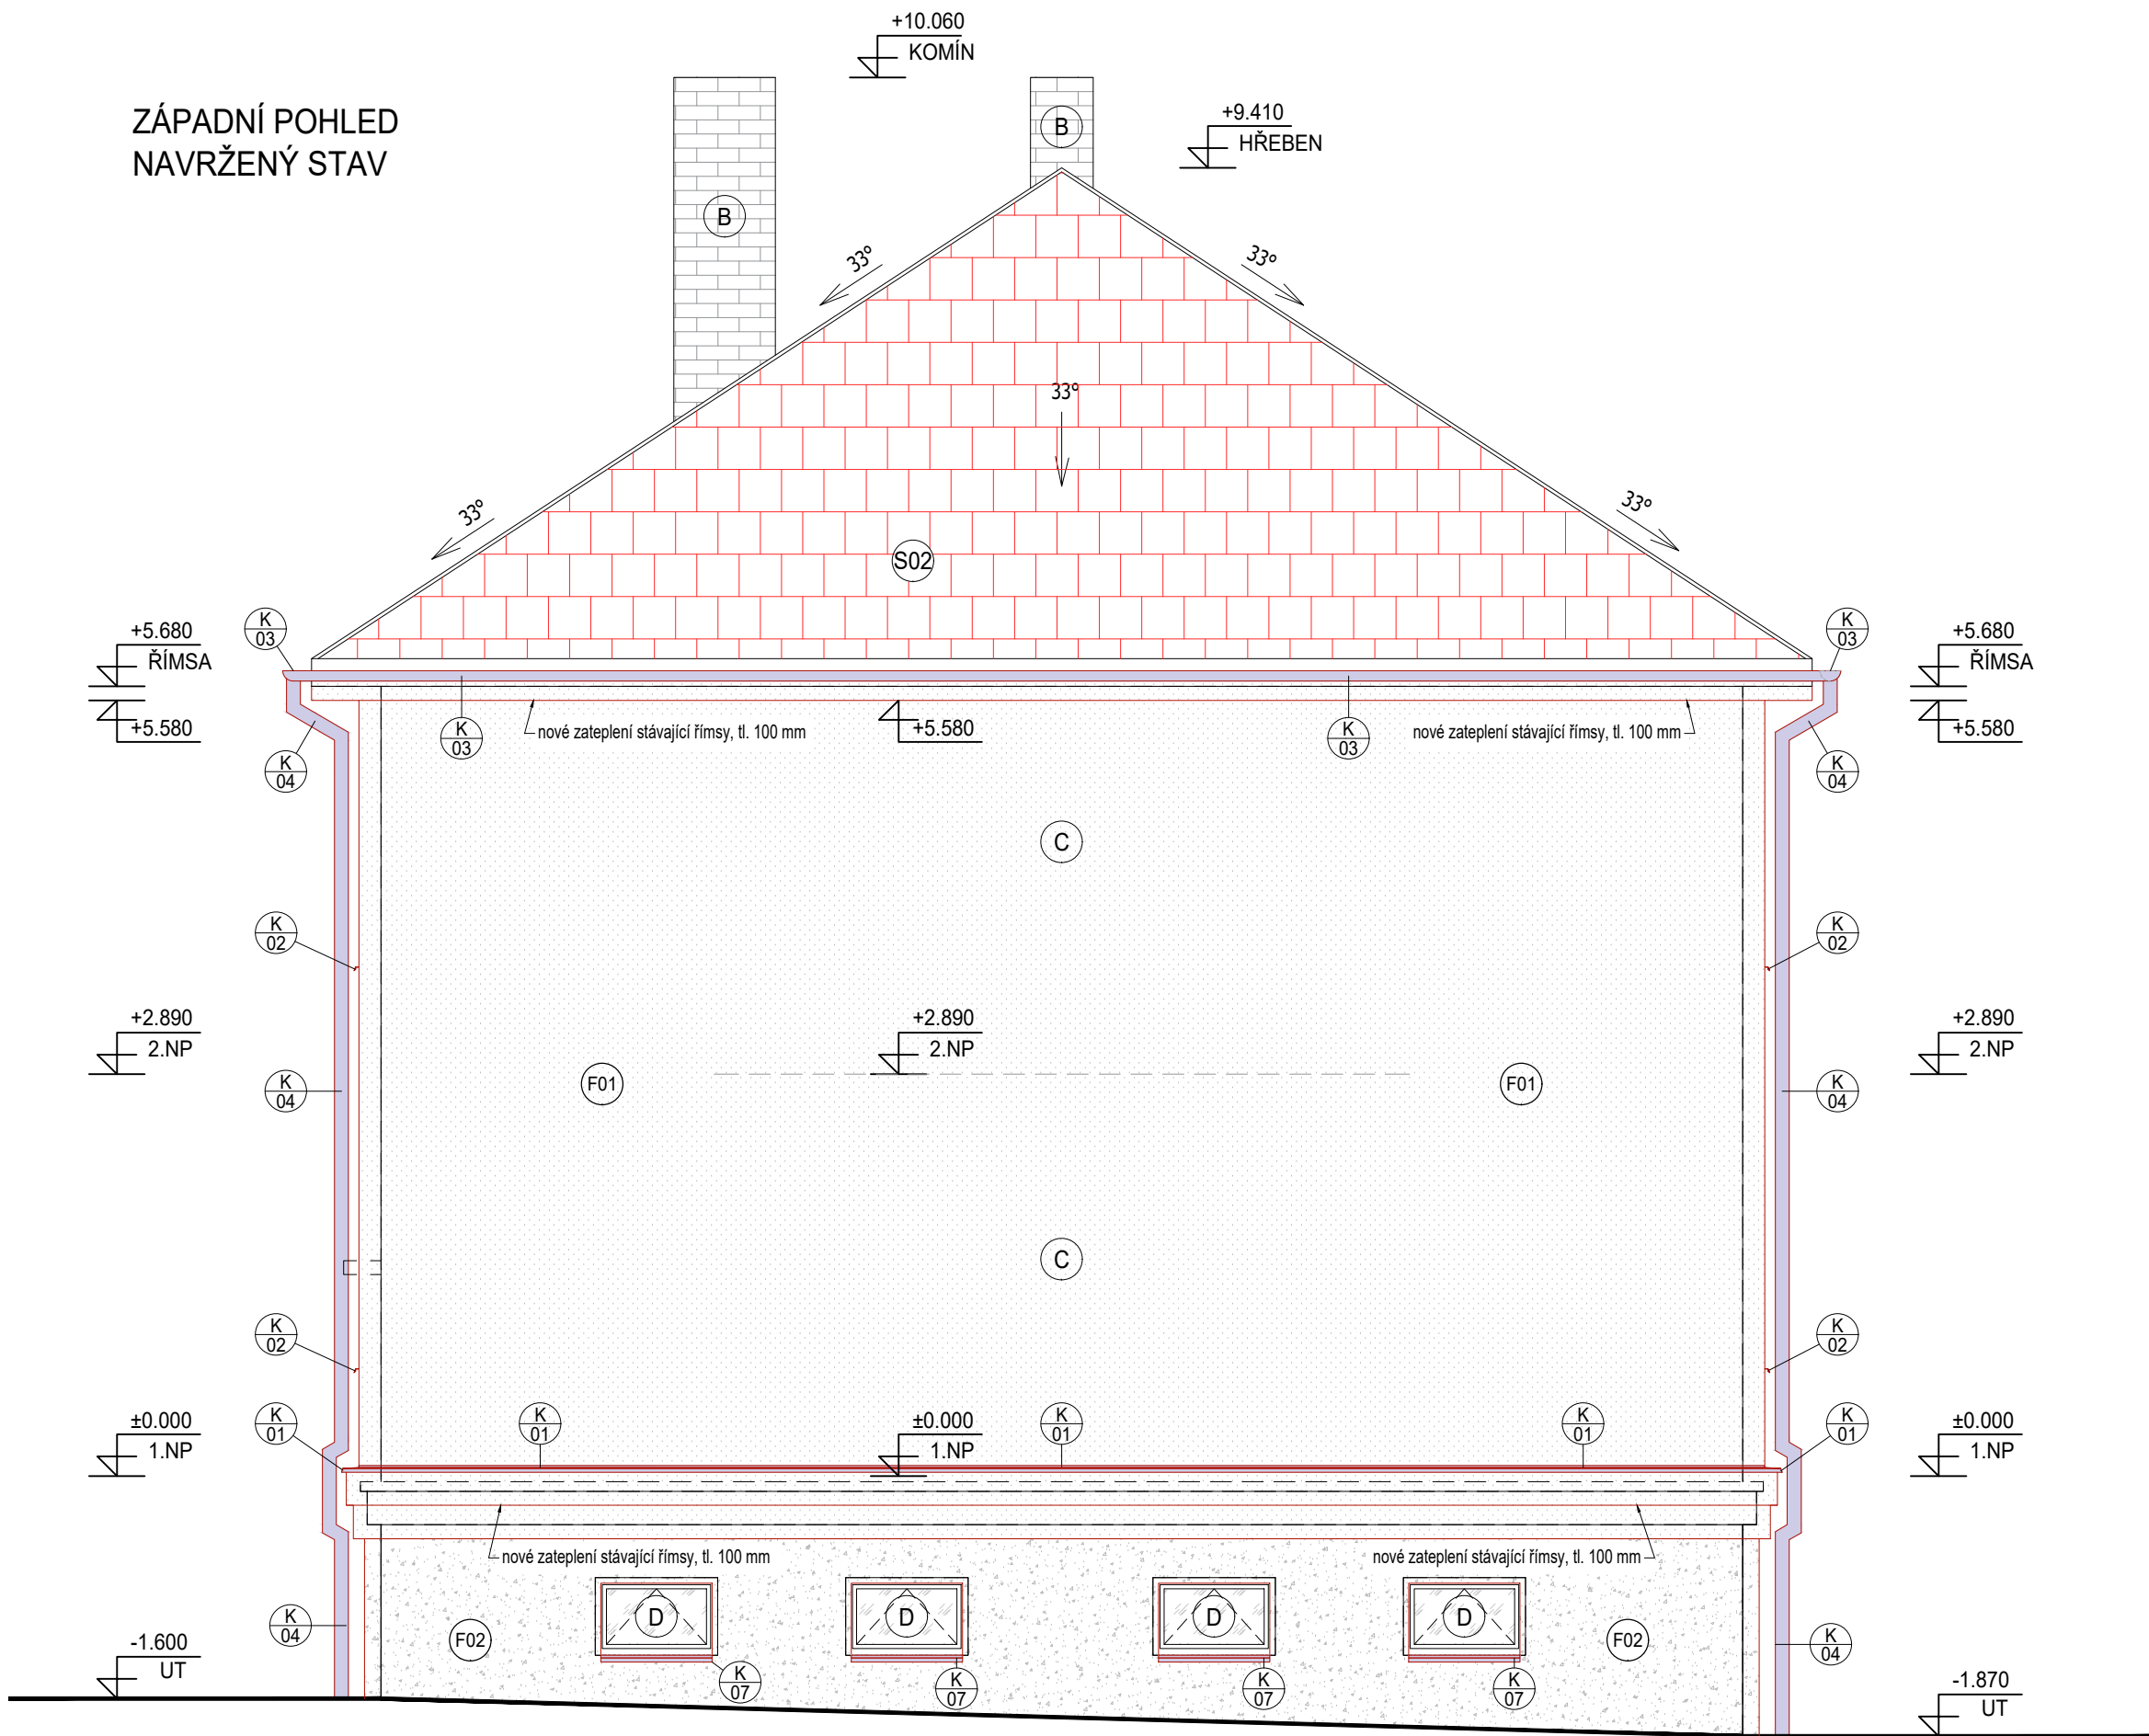 +10.060
KOMÍN
ZÁPADNÍ POHLED
NAVRŽENÝ STAV
+9.410
HŘEBEN
B
B
33°
33°
33°
33°
33°
S02
K
03
K
03
+5.680
ŘÍMSA
+5.580
+5.680
ŘÍMSA
+5.580
K
03
nové zateplení stávající římsy, tl. 100 mm
+5.580
K
03
nové zateplení stávající římsy, tl. 100 mm
K
04
K
04
C
K
02
K
02
+2.890
2.NP
+2.890
2.NP
+2.890
2.NP
K
04
F01
F01
K
04
C
K
02
K
02
±0.000
1.NP
K
01
K
01
±0.000
1.NP
K
01
K
01
K
01
±0.000
1.NP
nové zateplení stávající římsy, tl. 100 mm
nové zateplení stávající římsy, tl. 100 mm
K
04
F02
D
D
D
D
F02
K
04
-1.600
UT
K
07
K
07
K
07
K
07
-1.870
UT